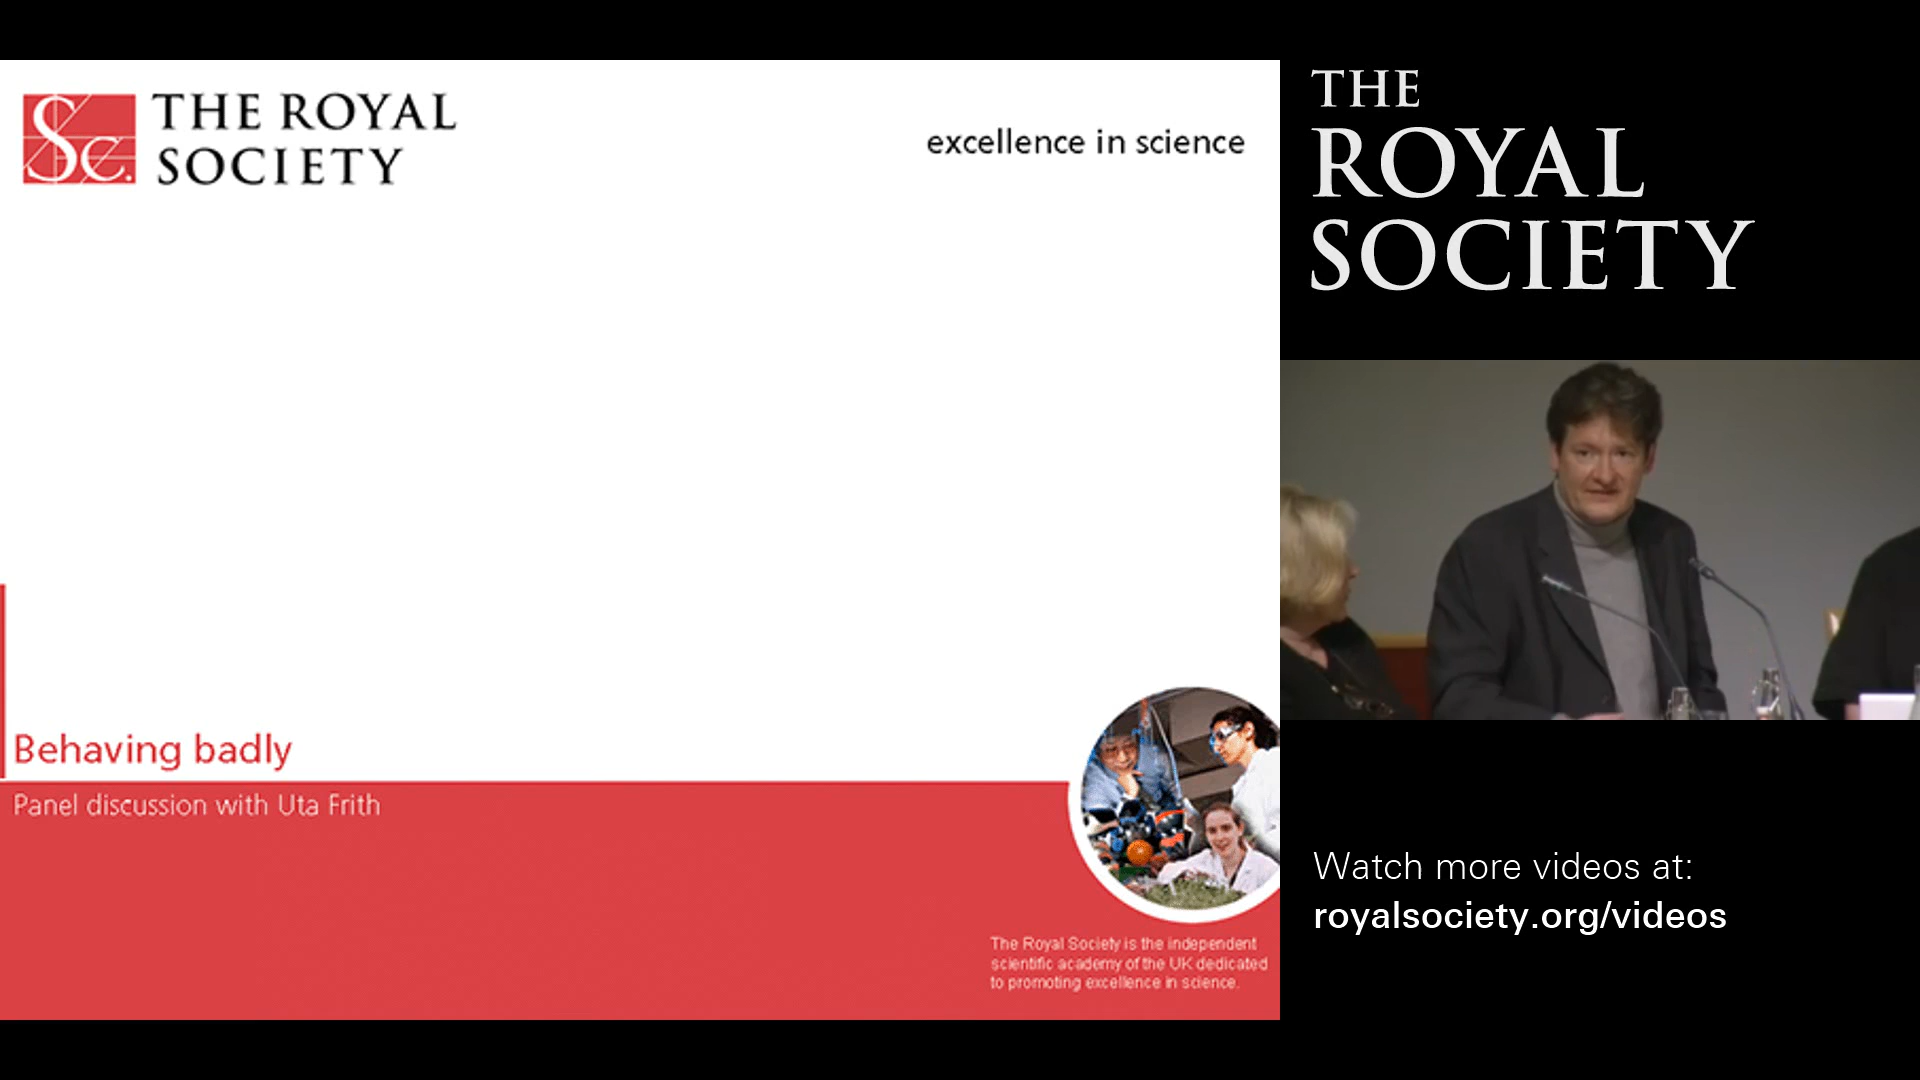 Sc.
THE ROYAL
SOCIETY
excellence in science
Behaving badly
Panel discussion with Uta Frith
The Royal Society is the independent
scientific academy of the UK dedicated
to promoting excellence in science.
THE
ROYAL
SOCIETY
Watch more videos at:
royalsociety.org/videos